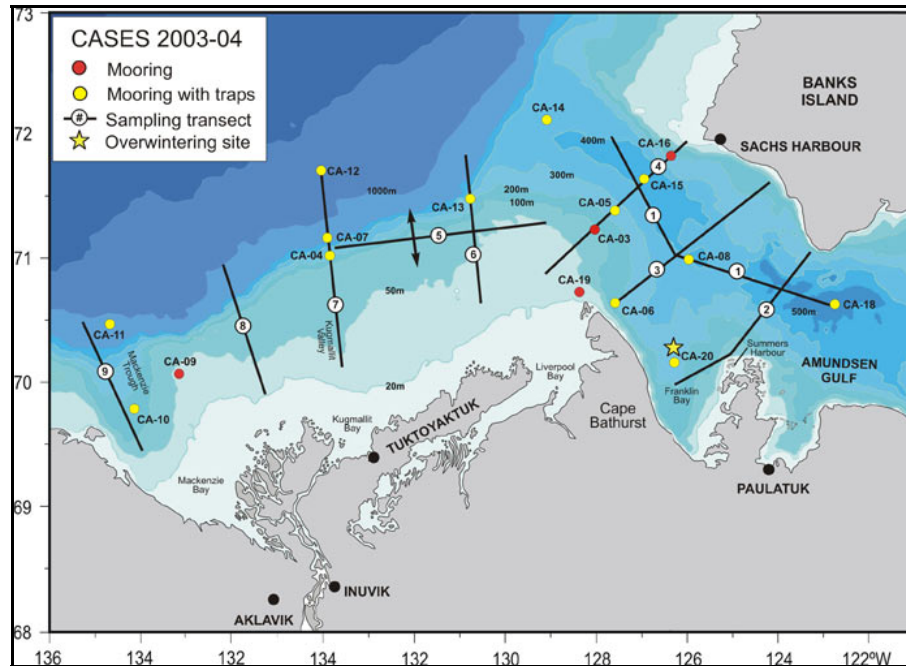 CASES 2003-04
Mooring
Mooring with traps
# Sampling transect
Overwintering site
73
72
71
70
69
68
136
134
132
130
128
126
124
122ºW
BANKS
ISLAND
SACHS HARBOUR
CA-14
CA-16
4
400m
CA-15
CA-12
1000m
300m
200m
100m
CA-13
CA-05
1
CA-03
CA-07
5
CA-04
6
3
CA-08
1
CA-19
50m
CA-06
2
CA-18
500m
7
8
Kugmallit
Valley
CA-11
9
Mackenzie
Trough
CA-09
CA-10
20m
Liverpool
Bay
CA-20
Franklin
Bay
Summers
Harbour
AMUNDSEN
GULF
Cape
Bathurst
Kugmallit
Bay
TUKTOYAKTUK
Mackenzie
Bay
PAULATUK
INUVIK
AKLAVIK